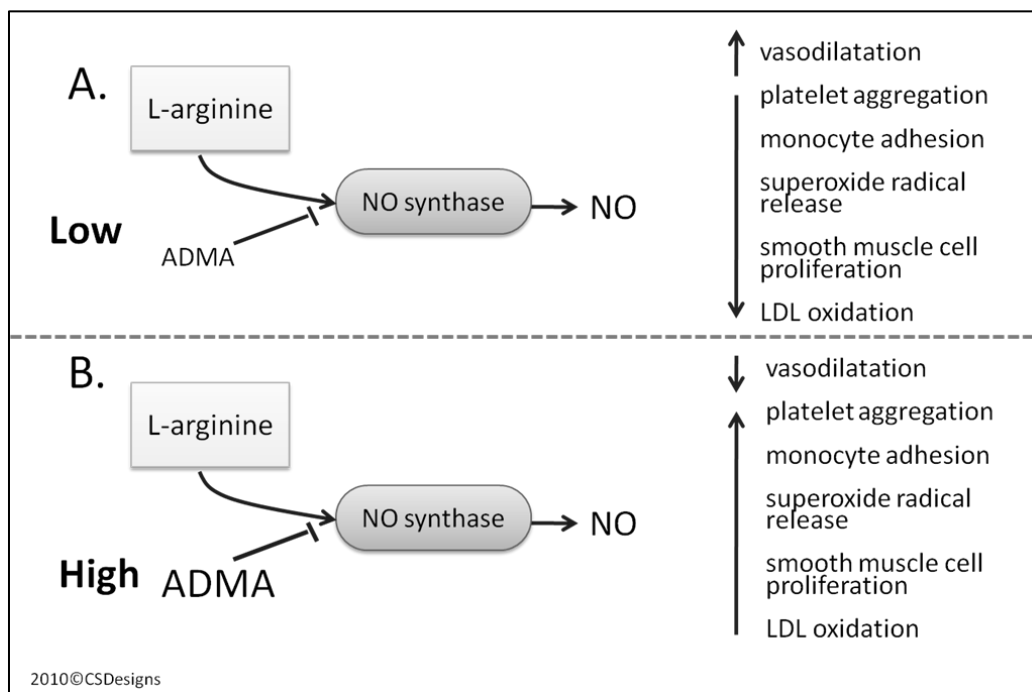 A.
L-arginine
Low
ADMA
NO synthase
NO
vasodilatation
platelet aggregation
monocyte adhesion
superoxide radical
release
smooth muscle cell
proliferation
LDL oxidation
B.
L-arginine
High
ADMA
NO synthase
NO
vasodilatation
platelet aggregation
monocyte adhesion
superoxide radical
release
smooth muscle cell
proliferation
LDL oxidation
2010©CSDesigns